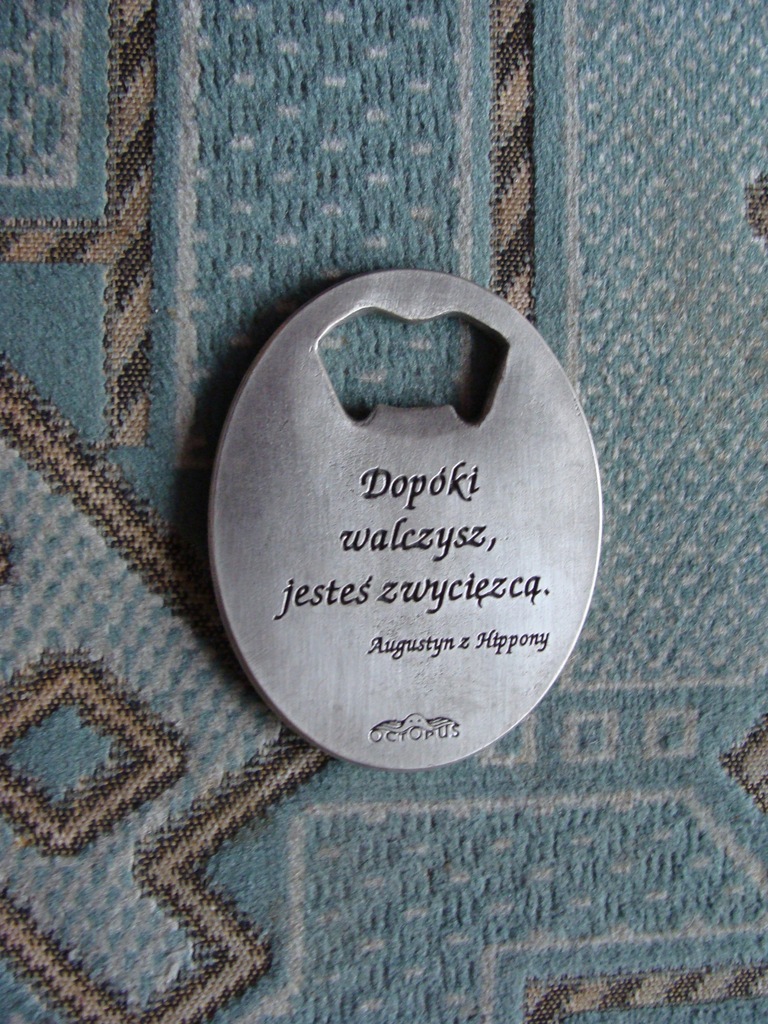 Dopóki
walczysz,
jesteś zwycięzcą.
Augustyn z Hippony
OCTOPUS